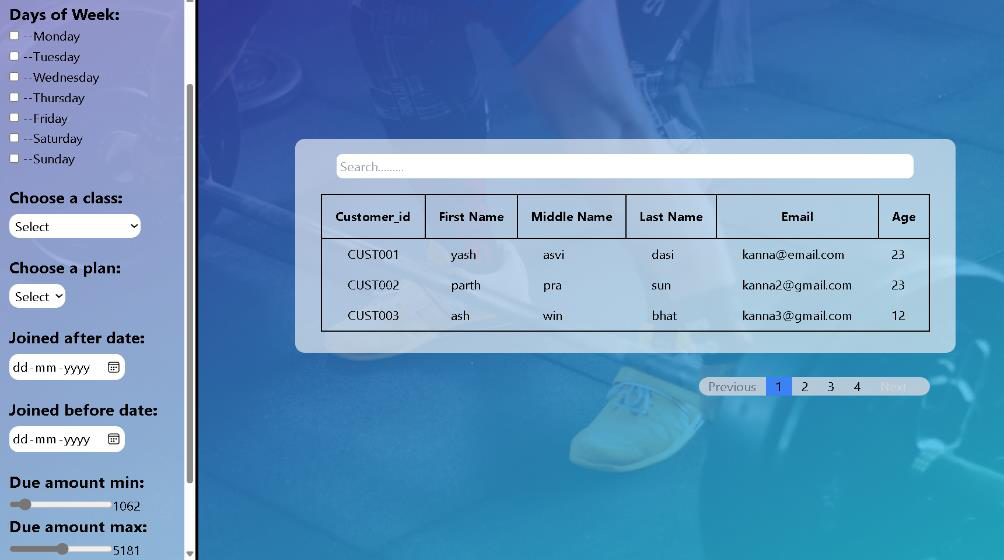 Days of Week:
--Monday
--Tuesday
--Wednesday
--Thursday
--Friday
--Saturday
--Sunday
Choose a class:
Select
Choose a plan:
Select
Joined after date:
dd-mm-yyyy
Joined before date:
dd-mm-yyyy
Due amount min:
1062
Due amount max:
5181
Search.........
Customer_id First Name Middle Name Last Name Email Age
CUST001 yash asvi dasi kanna@email.com 23
CUST002 parth pra sun kanna2@gmail.com 23
CUST003 ash win bhat kanna3@gmail.com 12
Previous 1 2 3 4 Next